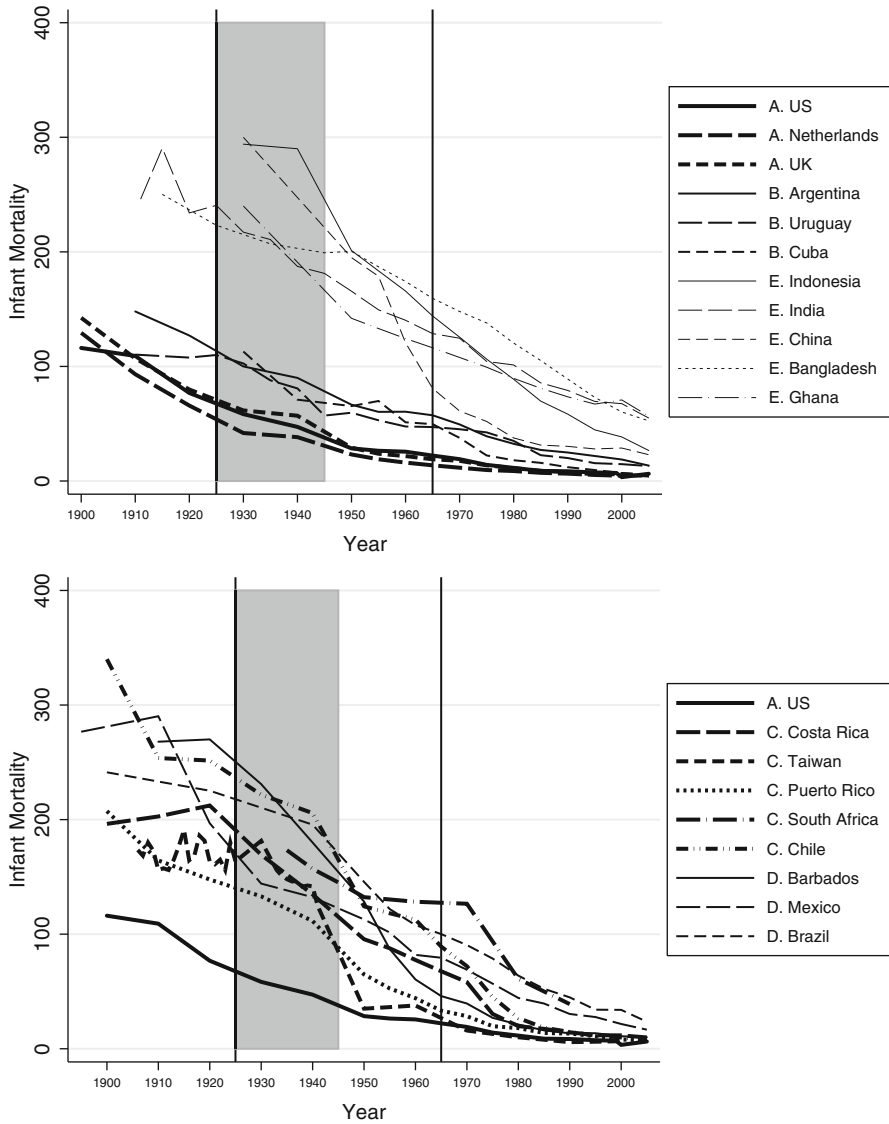 400
300
200
100
0
Infant Mortality
1900 1910 1920 1930 1940 1950 1960 1970 1980 1990 2000
Year
A. US
A. Netherlands
A. UK
B. Argentina
B. Uruguay
B. Cuba
E. Indonesia
E. India
E. China
E. Bangladesh
E. Ghana
400
300
200
100
0
Infant Mortality
1900 1910 1920 1930 1940 1950 1960 1970 1980 1990 2000
Year
A. US
C. Costa Rica
C. Taiwan
C. Puerto Rico
C. South Africa
C. Chile
D. Barbados
D. Mexico
D. Brazil